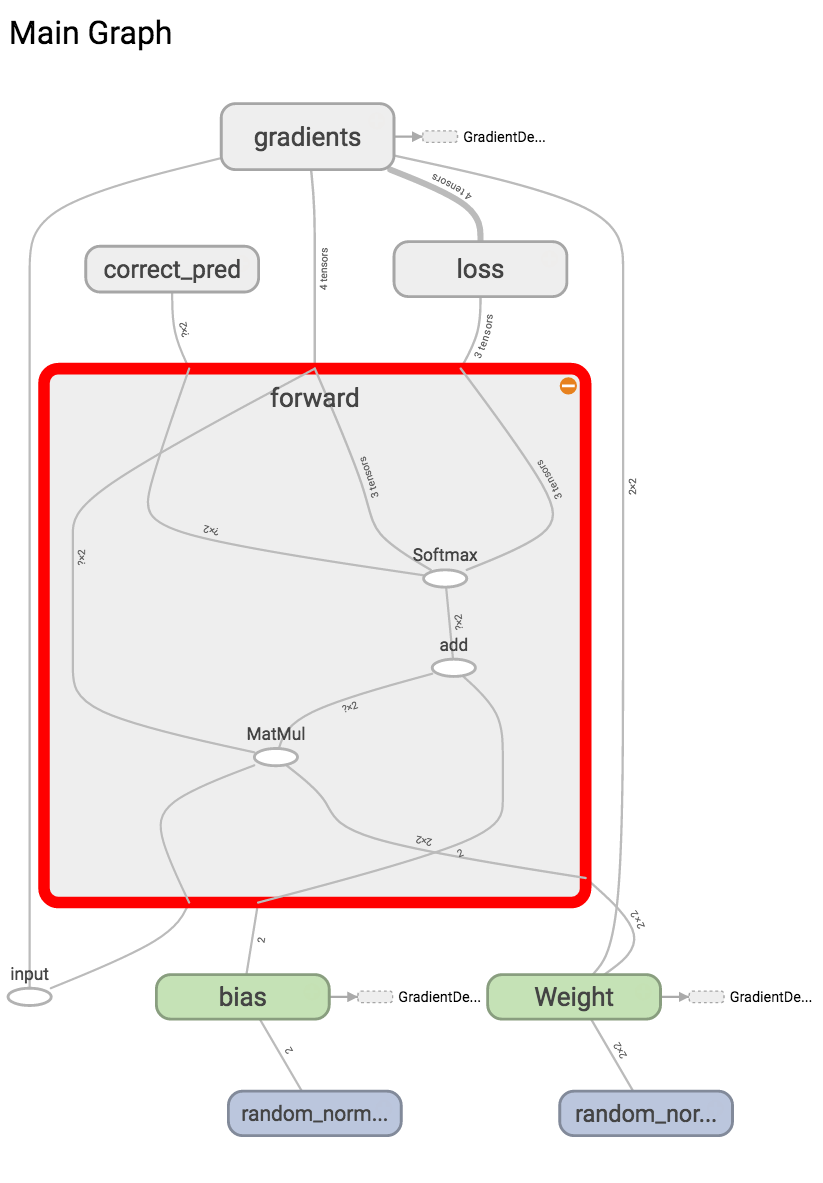 Main Graph
gradients
GradientDe...
4 tensors
correct_pred
loss
4 tensors
?×2
3 tensors
forward
3 tensors
3 tensors
2×2
?×2
?×2
Softmax
?×2
add
?×2
MatMul
2×2
2
2×2
2
input
bias
GradientDe...
Weight
GradientDe...
2
2×2
random_norm...
random_nor...